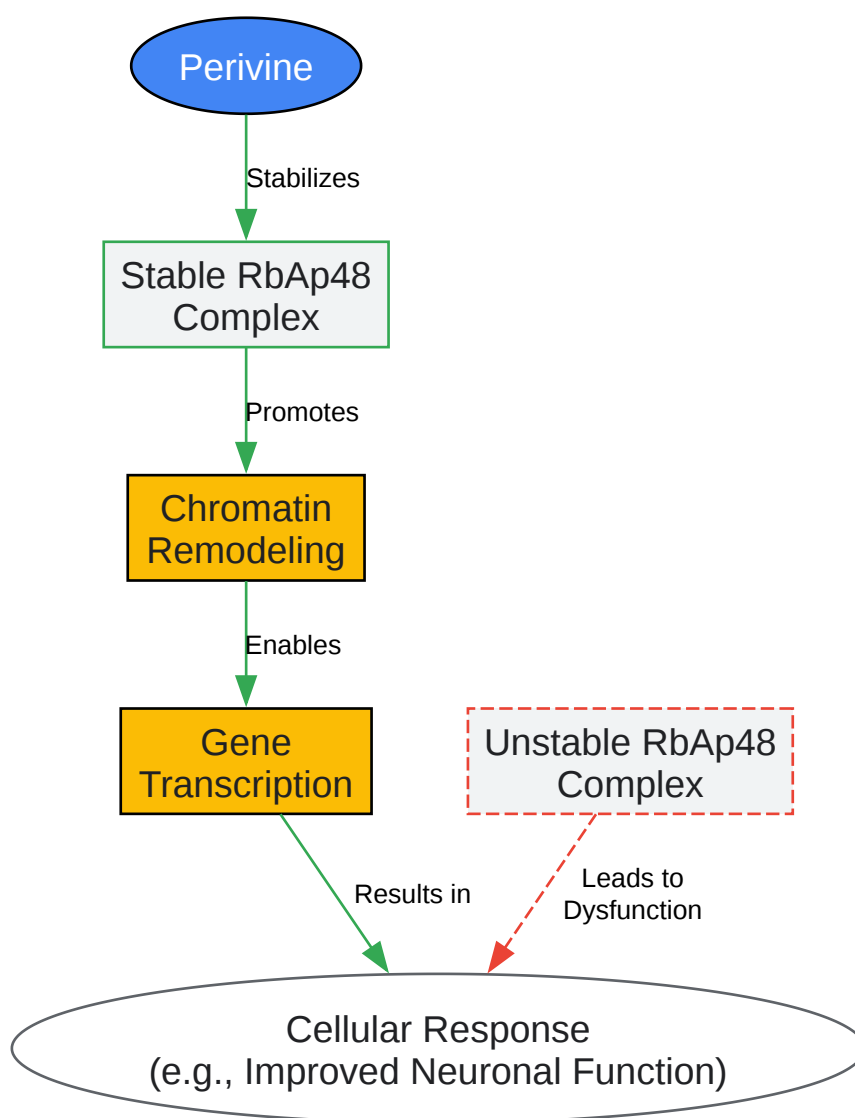 Perivine
Stabilizes
Stable RbAp48
Complex
Promotes
Chromatin
Remodeling
Enables
Gene
Transcription
Unstable RbAp48
Complex
Results in
Leads to
Dysfunction
Cellular Response
(e.g., Improved Neuronal Function)